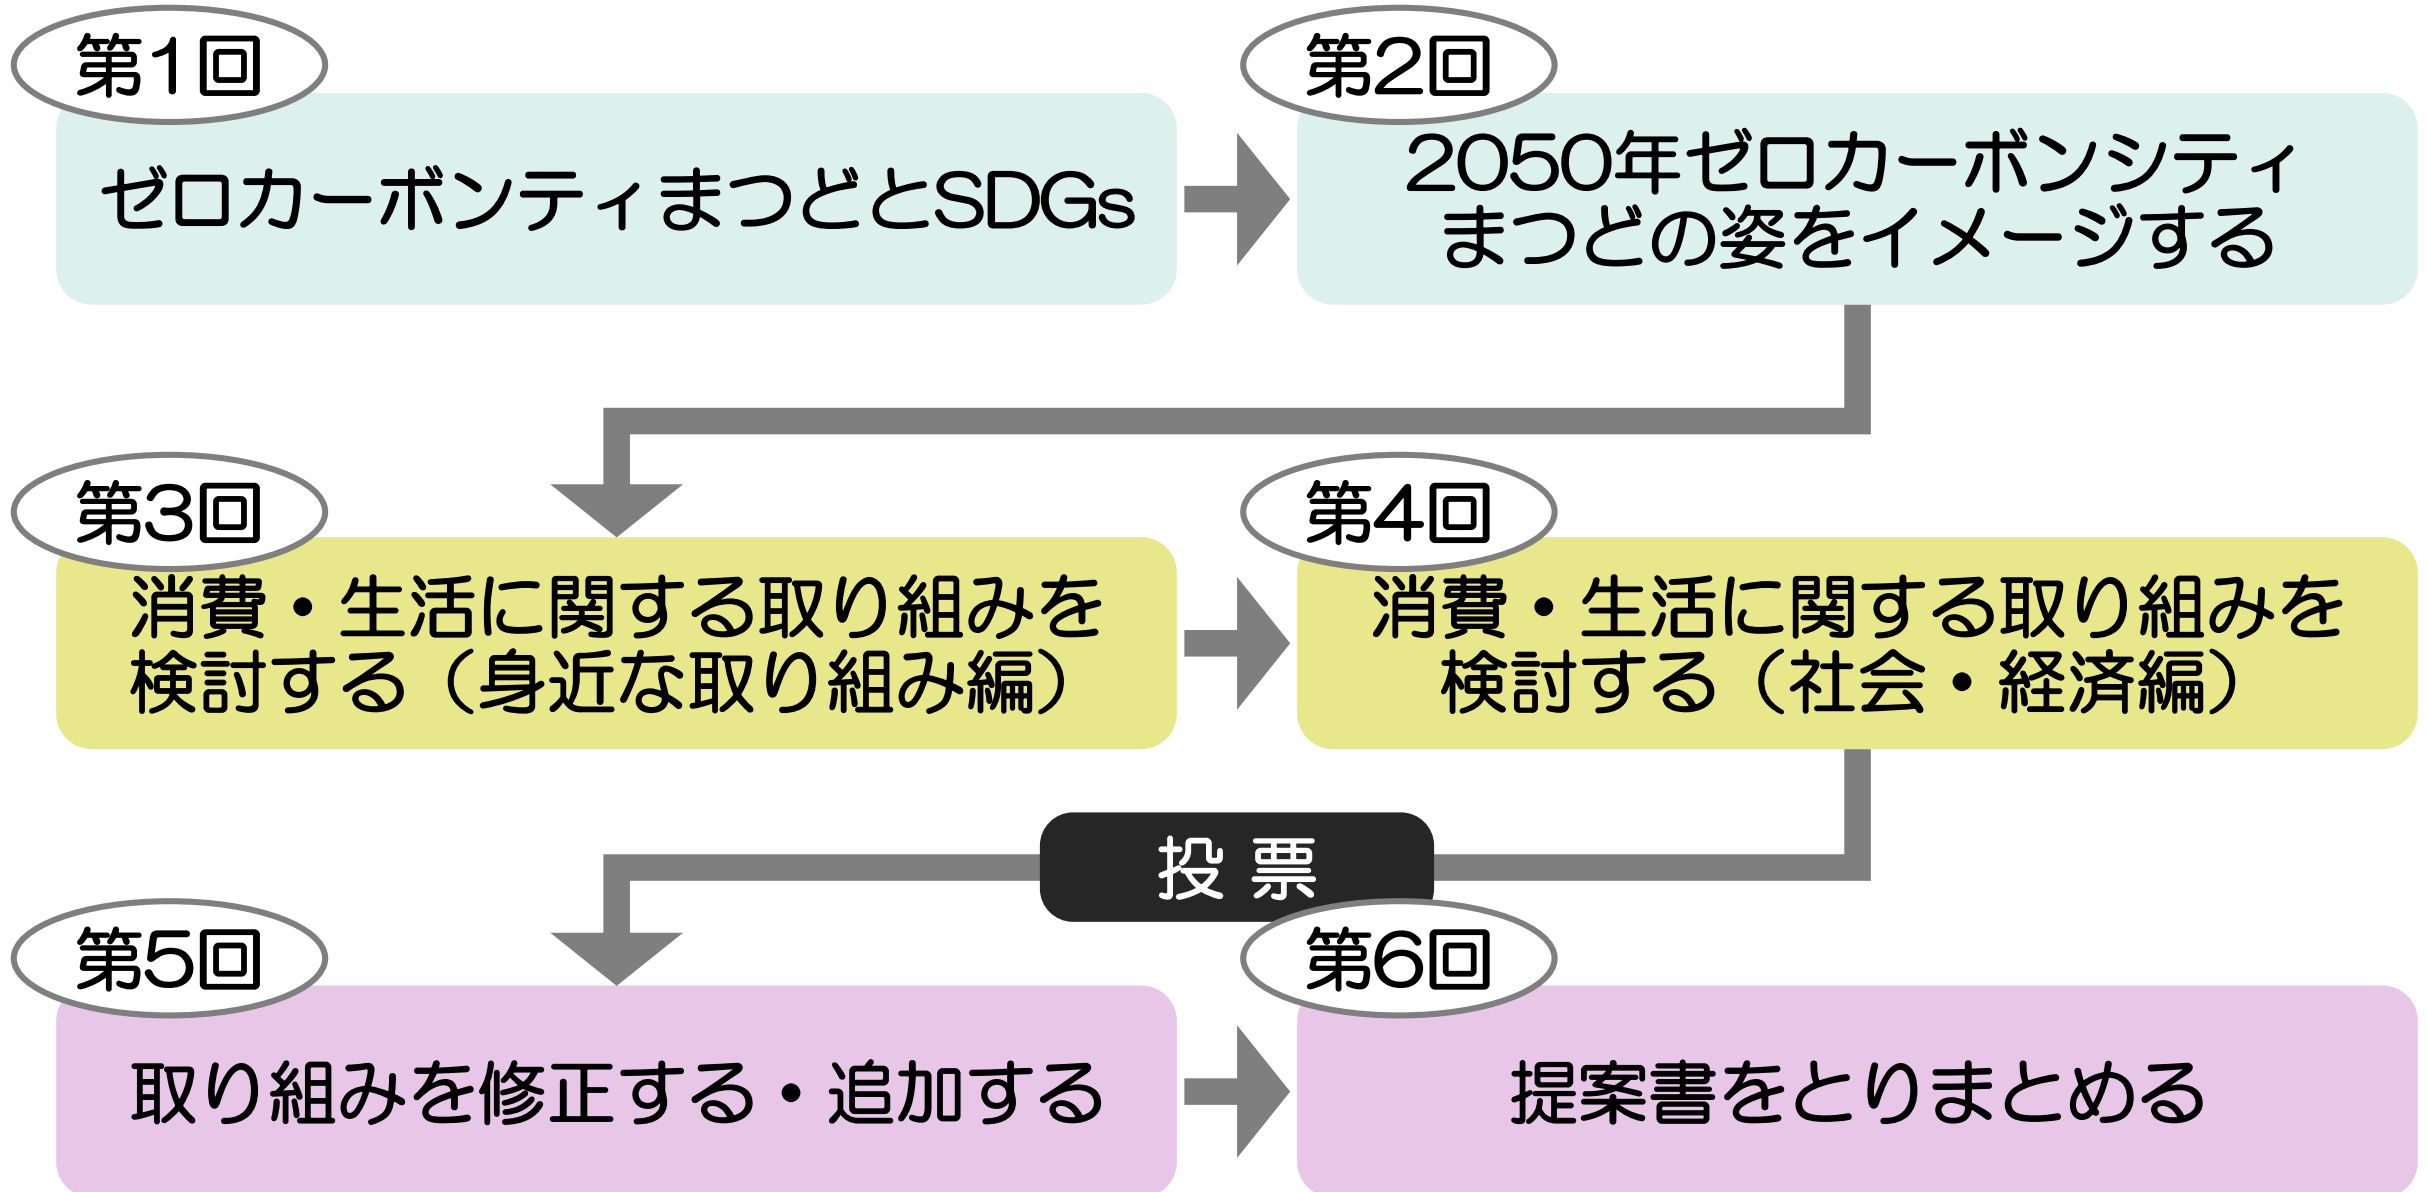 第1回
ゼロカーボンティまつどとSDGs
第2回
2050年ゼロカーボンシティ
まつどの姿をイメージする
第3回
消費・生活に関する取り組みを
検討する（身近な取り組み編）
第4回
消費・生活に関する取り組みを
検討する（社会・経済編）
投票
第5回
取り組みを修正する・追加する
第6回
提案書をとりまとめる